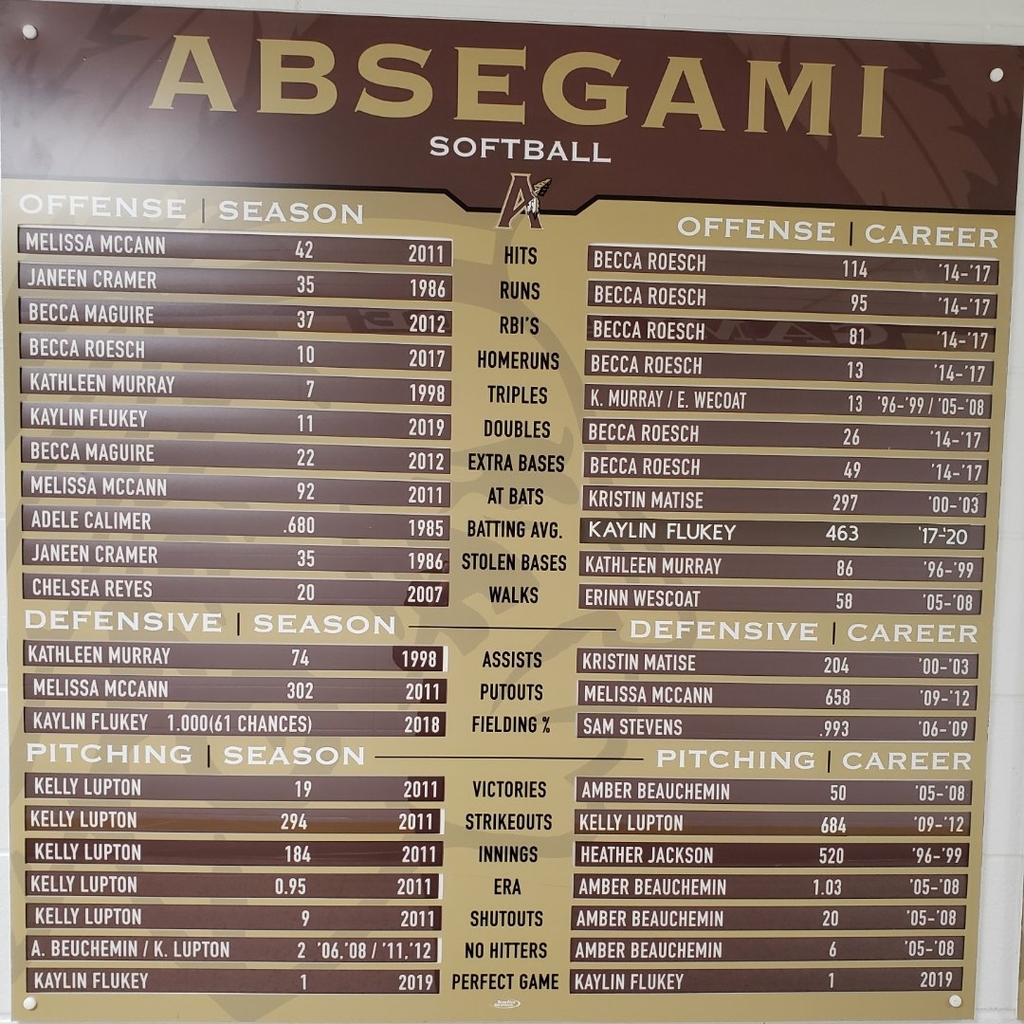 ABSEGAMI
SOFTBALL
OFFENSE | SEASON
OFFENSE | CAREER
MELISSA MCCANN 42 2011 HITS BECCA ROESCH 114 '14-'17
JANEEN CRAMER 35 1986 RUNS BECCA ROESCH 95 '14-'17
BECCA MAGUIRE 37 2012 RBI'S BECCA ROESCH 81 '14-'17
BECCA ROESCH 10 2017 HOMERUNS BECCA ROESCH 13 '14-'17
KATHLEEN MURRAY 7 1998 TRIPLES K. MURRAY / E. WECOAT 13 '96-'99 / '05-'08
KAYLIN FLUKEY 11 2019 DOUBLES BECCA ROESCH 26 '14-'17
BECCA MAGUIRE 22 2012 EXTRA BASES BECCA ROESCH 49 '14-'17
MELISSA MCCANN 92 2011 AT BATS KRISTIN MATISE 297 '00-'03
ADELE CALIMER .680 1985 BATTING AVG. KAYLIN FLUKEY 463 '17-'20
JANEEN CRAMER 35 1986 STOLEN BASES KATHLEEN MURRAY 86 '96-'99
CHELSEA REYES 20 2007 WALKS ERINN WESCOAT 58 '05-'08
DEFENSIVE | SEASON DEFENSIVE | CAREER
KATHLEEN MURRAY 74 1998 ASSISTS KRISTIN MATISE 204 '00-'03
MELISSA MCCANN 302 2011 PUTOUTS MELISSA MCCANN 658 '09-'12
KAYLIN FLUKEY 1.000(61 CHANCES) 2018 FIELDING % SAM STEVENS .993 '06-'09
PITCHING | SEASON PITCHING | CAREER
KELLY LUPTON 19 2011 VICTORIES AMBER BEAUCHEMIN 50 '05-'08
KELLY LUPTON 294 2011 STRIKEOUTS KELLY LUPTON 684 '09-'12
KELLY LUPTON 184 2011 INNINGS HEATHER JACKSON 520 '96-'99
KELLY LUPTON 0.95 2011 ERA AMBER BEAUCHEMIN 1.03 '05-'08
KELLY LUPTON 9 2011 SHUTOUTS AMBER BEAUCHEMIN 20 '05-'08
A. BEUCHEMIN / K. LUPTON 2 '06,'08 / '11,'12 NO HITTERS AMBER BEAUCHEMIN 6 '05-'08
KAYLIN FLUKEY 1 2019 PERFECT GAME KAYLIN FLUKEY 1 2019